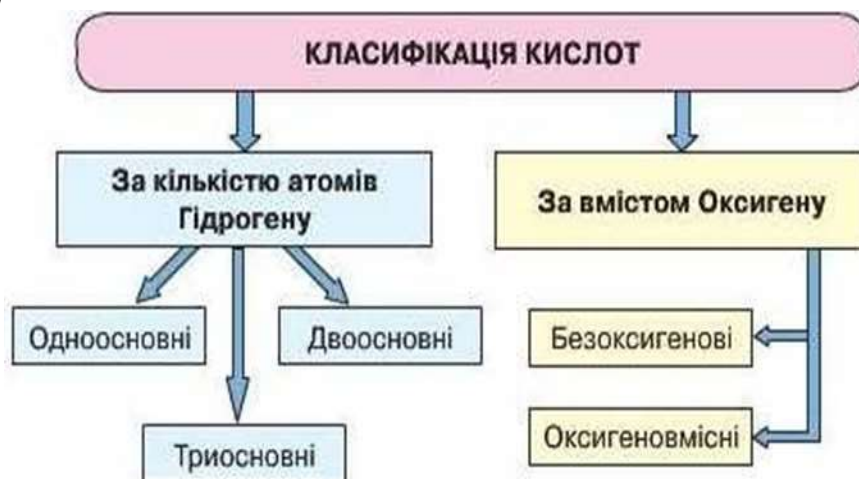 КЛАСИФІКАЦІЯ КИСЛОТ
За кількістю атомів
Гідрогену
За вмістом Оксигену
Одноосновні
Двоосновні
Триосновні
Безоксигенові
Оксигеновмісні